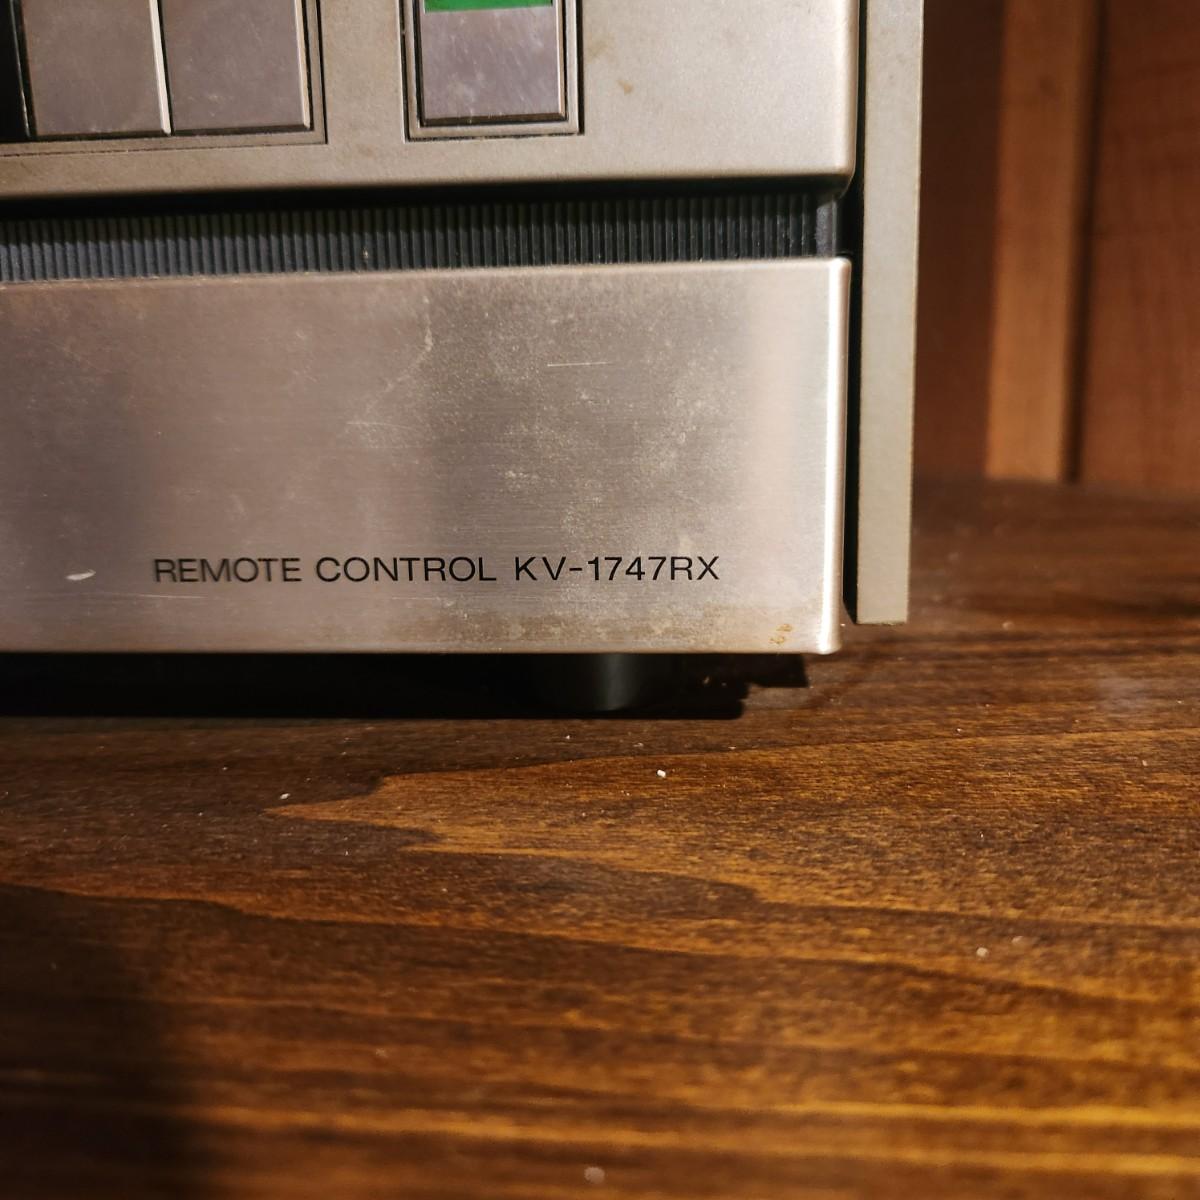 REMOTE CONTROL KV-1747RX